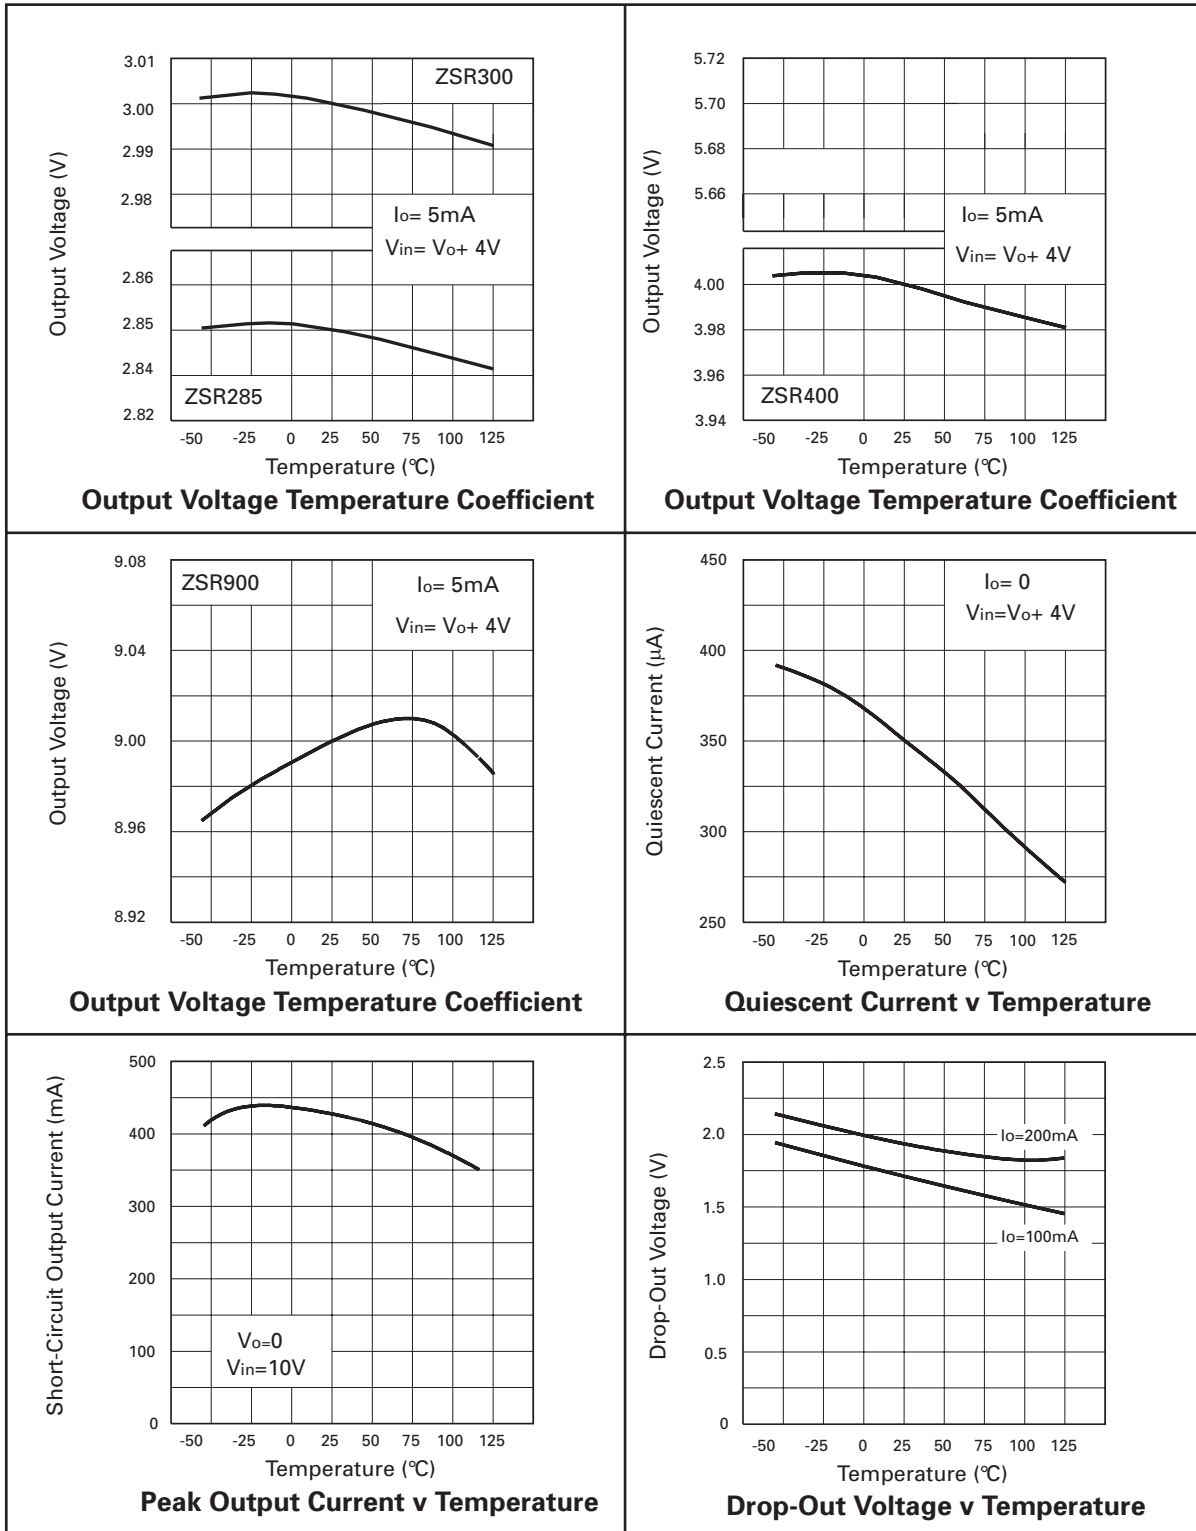 3.01
3.00
2.99
2.98
ZSR300
Io= 5mA
Vin= Vo+ 4V
2.86
2.85
2.84
2.82
ZSR285
Output Voltage (V)
-50 -25 0 25 50 75 100 125
Temperature (°C)
Output Voltage Temperature Coefficient
5.72
5.70
5.68
5.66
Io= 5mA
Vin= Vo+ 4V
4.00
3.98
3.96
3.94
ZSR400
Output Voltage (V)
-50 -25 0 25 50 75 100 125
Temperature (°C)
Output Voltage Temperature Coefficient
9.08
9.04
9.00
8.96
8.92
ZSR900
Io= 5mA
Vin= Vo+ 4V
Output Voltage (V)
-50 -25 0 25 50 75 100 125
Temperature (°C)
Output Voltage Temperature Coefficient
450
400
350
300
250
Io= 0
Vin=Vo+ 4V
Quiescent Current (µA)
-50 -25 0 25 50 75 100 125
Temperature (°C)
Quiescent Current v Temperature
500
400
300
200
100
0
Vo=0
Vin=10V
Short-Circuit Output Current (mA)
-50 -25 0 25 50 75 100 125
Temperature (°C)
Peak Output Current v Temperature
2.5
2.0
1.5
1.0
0.5
0
Io=200mA
Io=100mA
Drop-Out Voltage (V)
-50 -25 0 25 50 75 100 125
Temperature (°C)
Drop-Out Voltage v Temperature